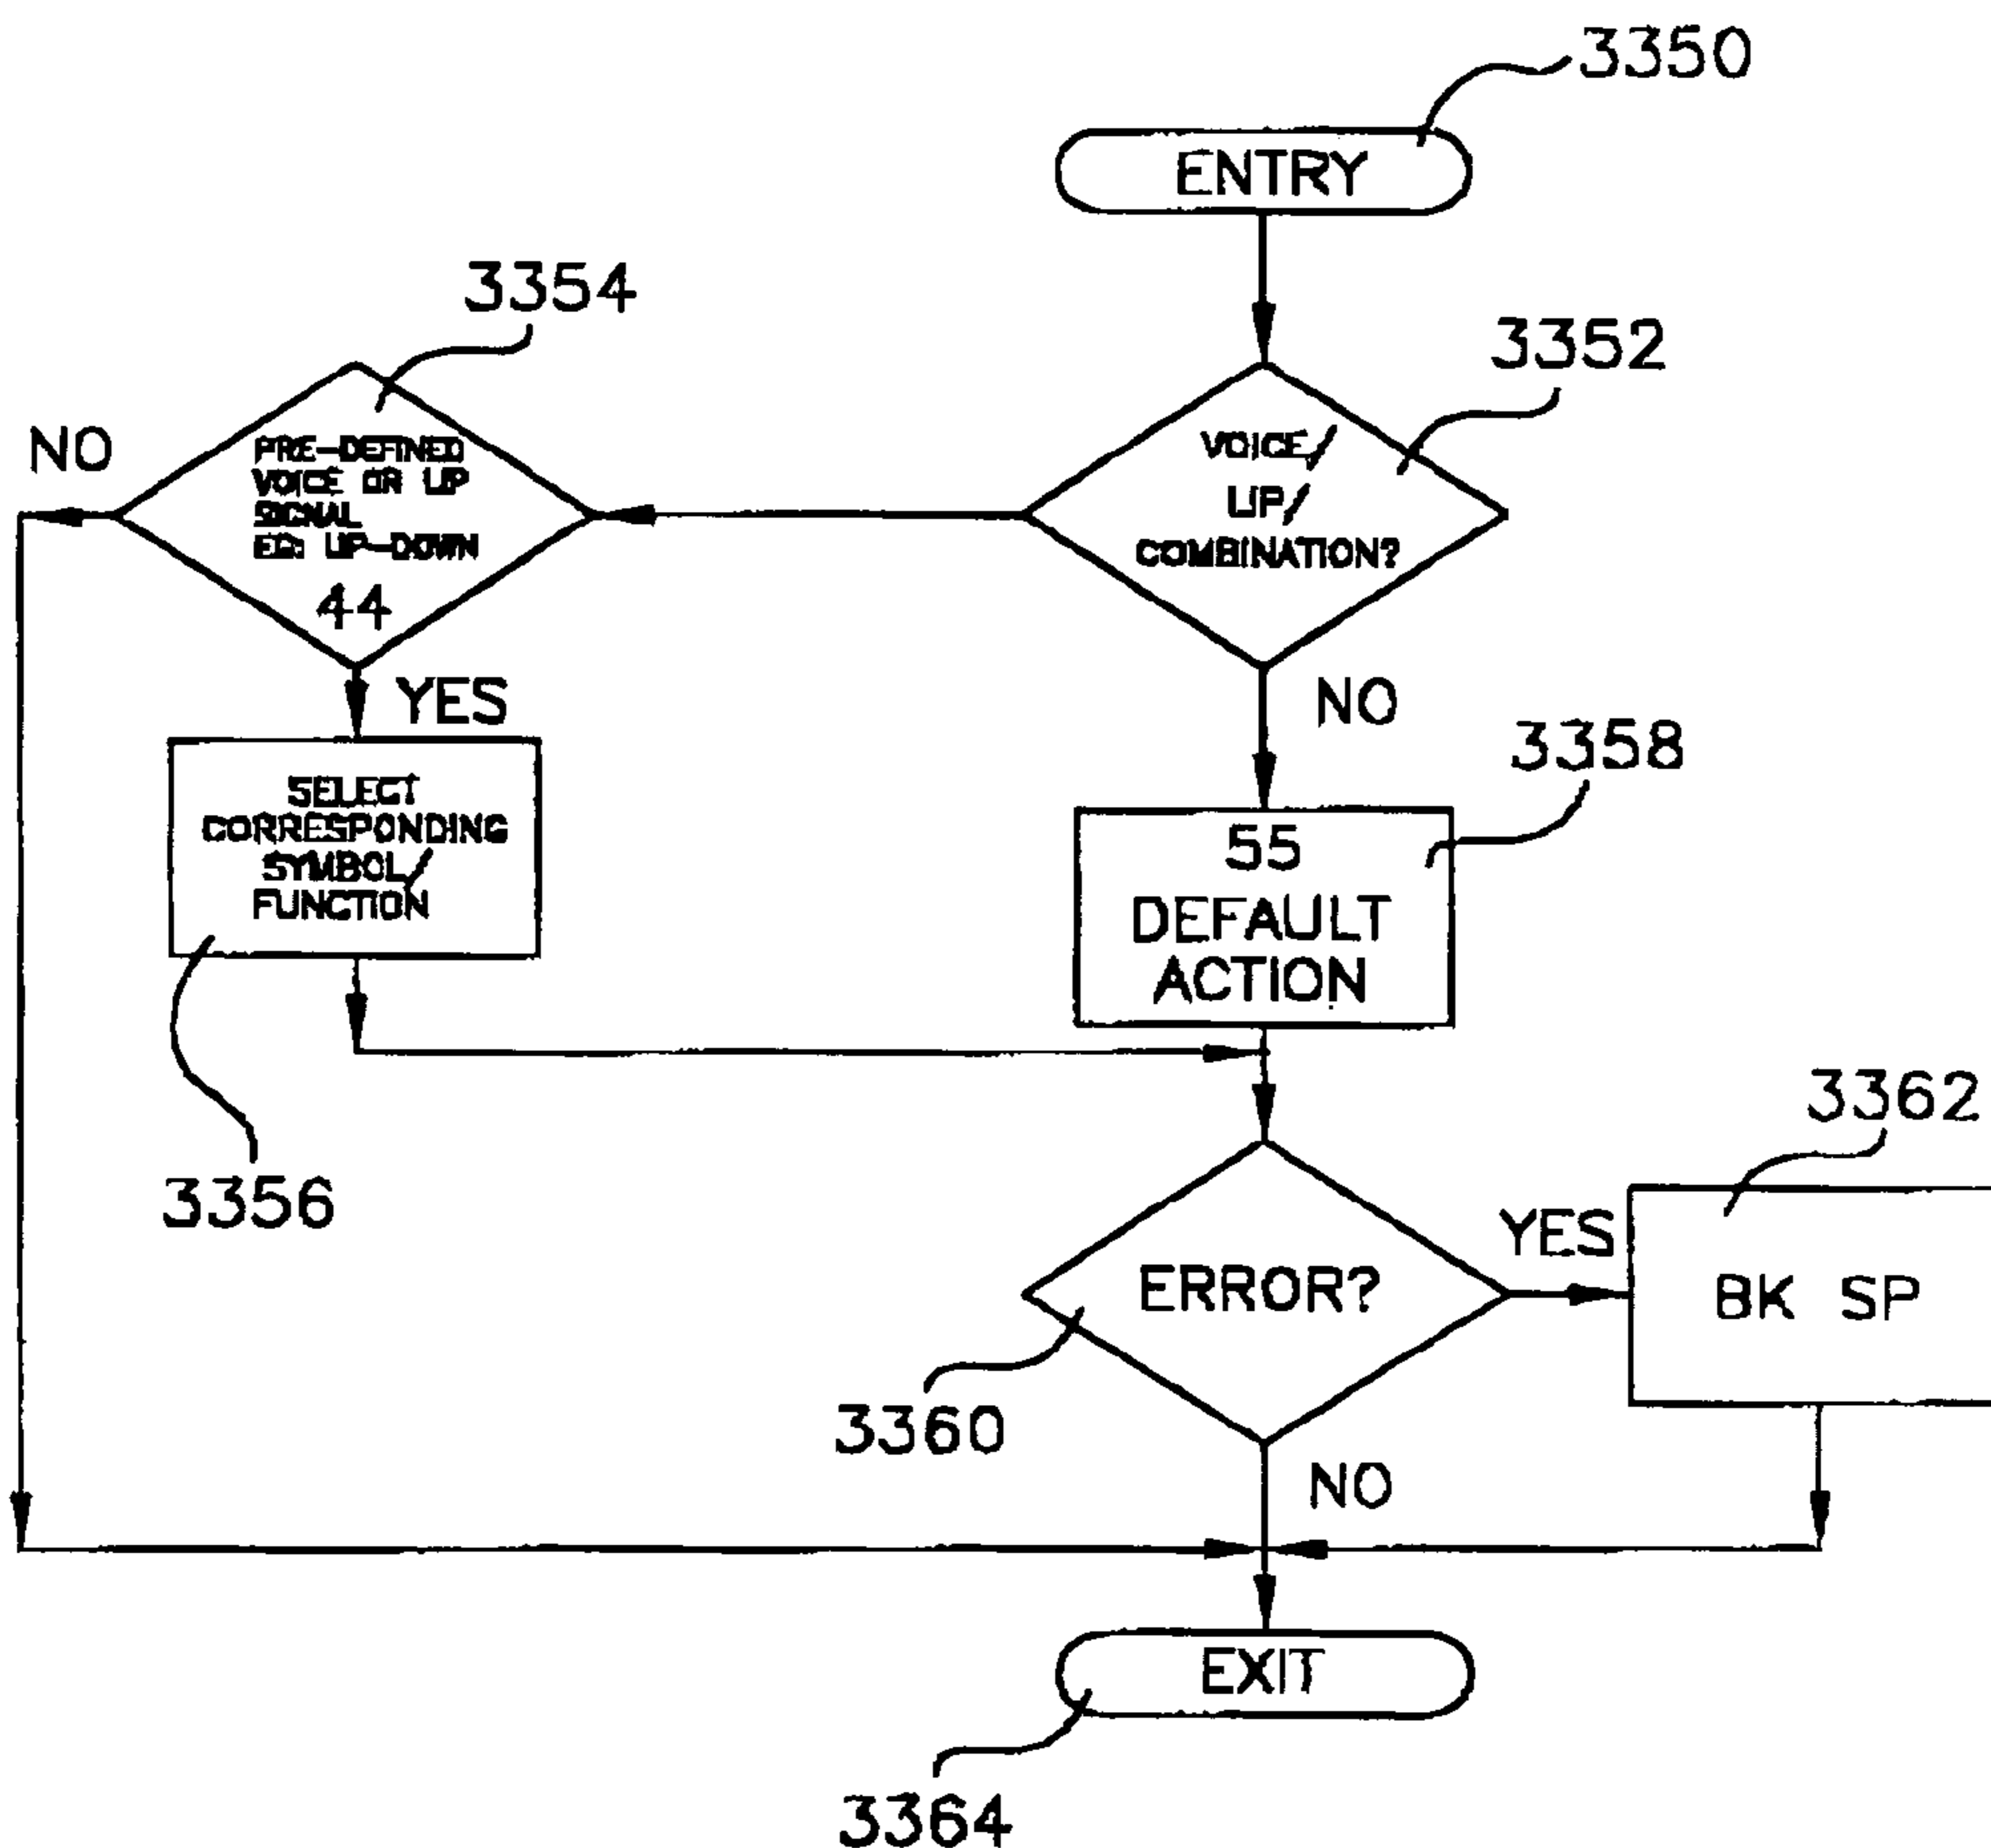 3350
ENTRY
3354
3352
NO
PRE-DEFINED
VOICE OR LIP
SIGNAL
EG: UP-DOWN
44
VOICE/
LIP/
COMBINATION?
YES
NO
3358
SELECT
CORRESPONDING
SYMBOL/
FUNCTION
55
DEFAULT
ACTION
3362
3356
YES
ERROR?
BK SP
3360
NO
EXIT
3364